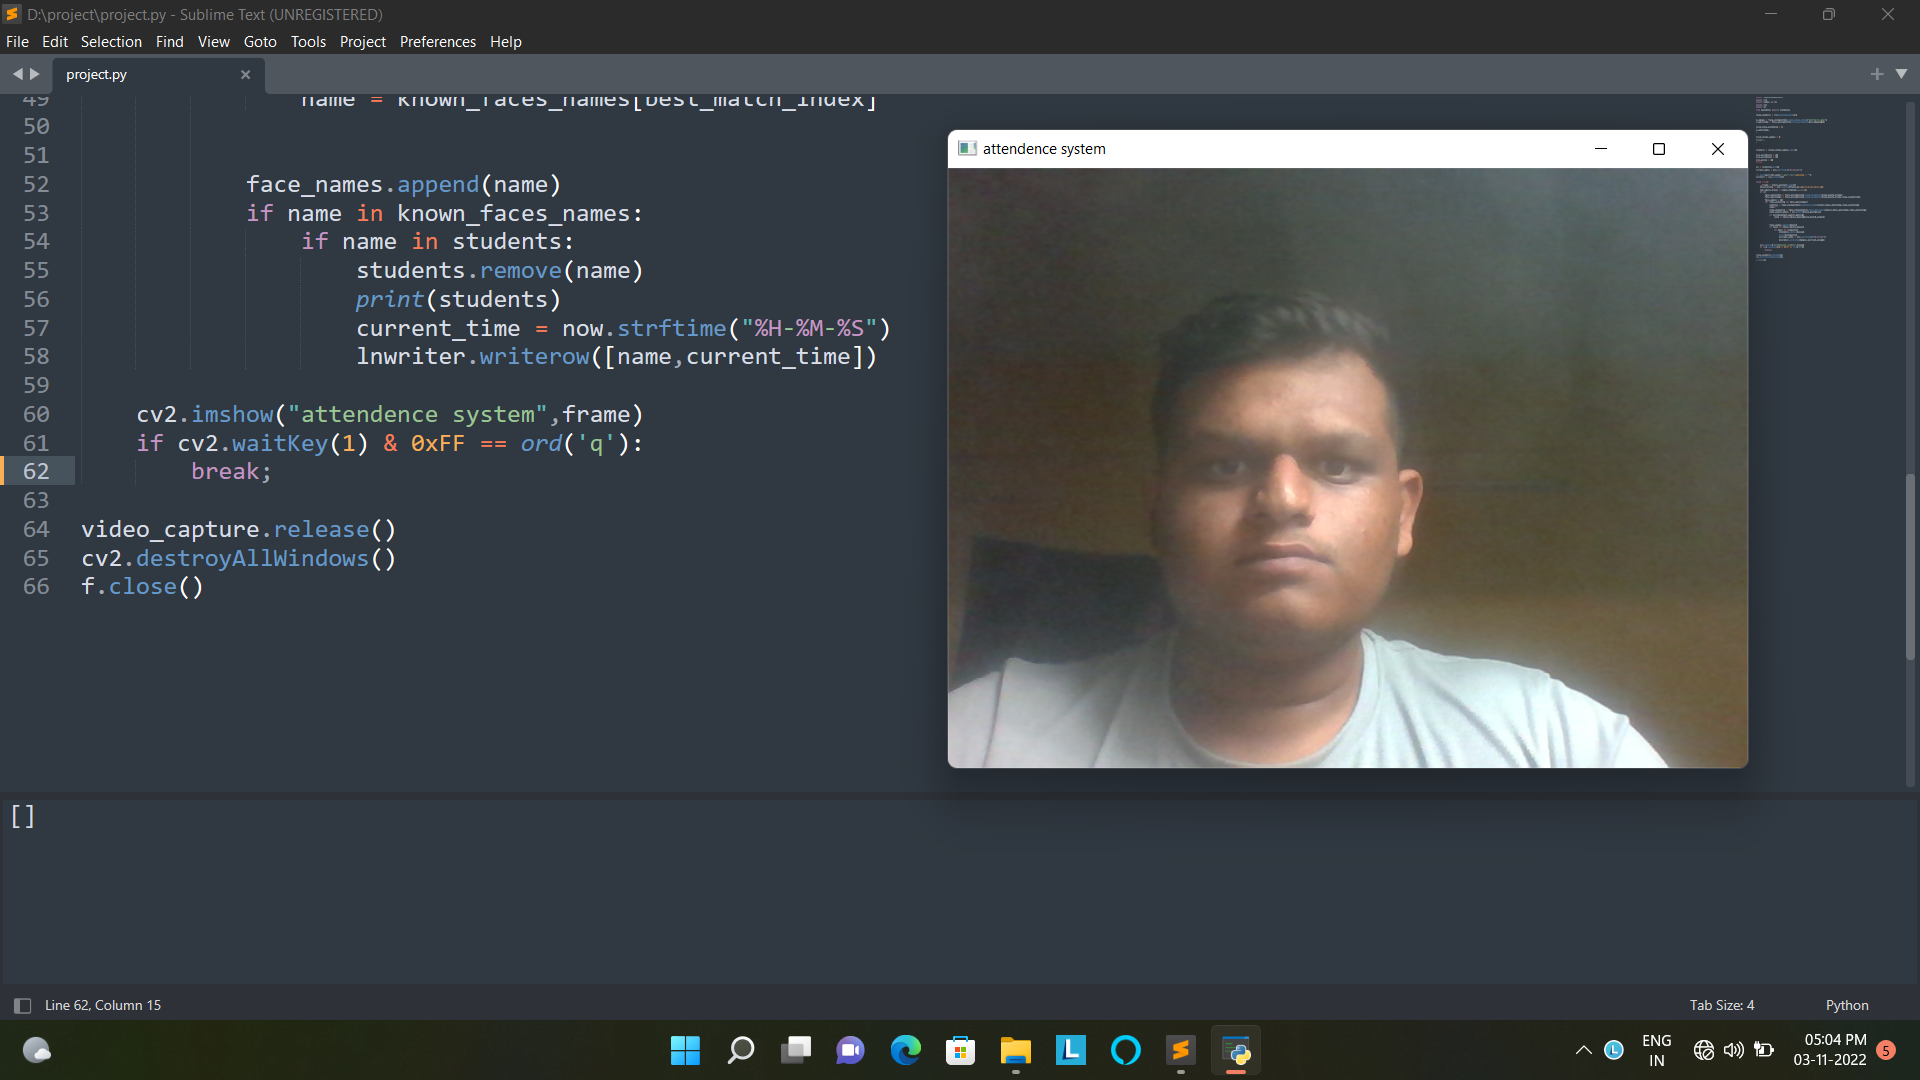 D:\project\project.py - Sublime Text (UNREGISTERED)
File Edit Selection Find View Goto Tools Project Preferences Help
project.py
49 name = known_faces_names[best_match_index]
50
51
52 face_names.append(name)
53 if name in known_faces_names:
54 if name in students:
55 students.remove(name)
56 print(students)
57 current_time = now.strftime("%H-%M-%S")
58 lnwriter.writerow([name,current_time])
59
60 cv2.imshow("attendence system",frame)
61 if cv2.waitKey(1) & 0xFF == ord('q'):
62 break;
63
64 video_capture.release()
65 cv2.destroyAllWindows()
66 f.close()
attendence system
[]
Line 62, Column 15
Tab Size: 4
Python
ENG
IN
05:04 PM
03-11-2022
5